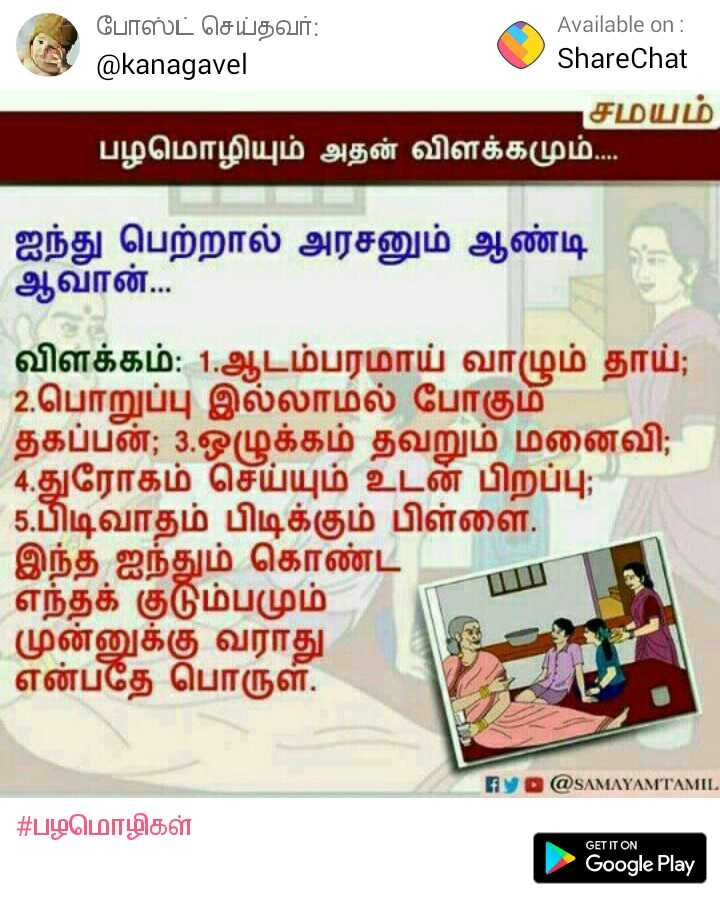 போஸ்ட் செய்தவர்:
@kanagavel
Available on :
ShareChat
சமயம்
பழமொழியும் அதன் விளக்கமும்....
ஐந்து பெற்றால் அரசனும் ஆண்டி
ஆவான்...
விளக்கம்: 1.ஆடம்பரமாய் வாழும் தாய்;
2.பொறுப்பு இல்லாமல் போகும்
தகப்பன்; 3.ஒழுக்கம் தவறும் மனைவி;
4.துரோகம் செய்யும் உடன் பிறப்பு;
5.பிடிவாதம் பிடிக்கும் பிள்ளை.
இந்த ஐந்தும் கொண்ட
எந்தக் குடும்பமும்
முன்னுக்கு வராது
என்பதே பொருள்.
@SAMAYAMTAMIL
#பழமொழிகள்
GET IT ON
Google Play